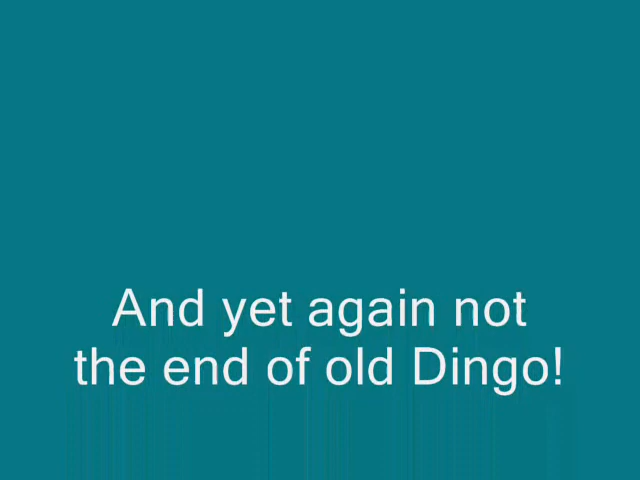 And yet again not
the end of old Dingo!